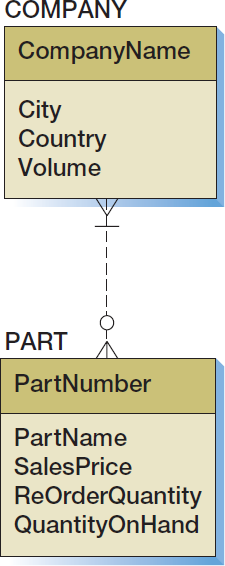 COMPANY
CompanyName
City
Country
Volume
PART
PartNumber
PartName
SalesPrice
ReOrderQuantity
QuantityOnHand